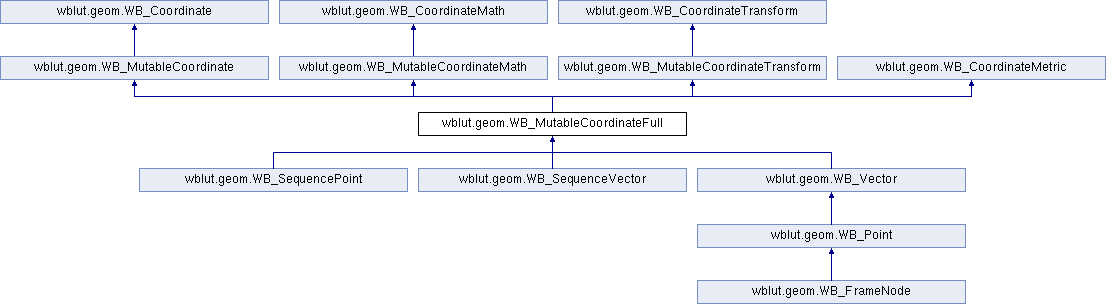 wblut.geom.WB_Coordinate
wblut.geom.WB_CoordinateMath
wblut.geom.WB_CoordinateTransform
wblut.geom.WB_MutableCoordinate
wblut.geom.WB_MutableCoordinateMath
wblut.geom.WB_MutableCoordinateTransform
wblut.geom.WB_CoordinateMetric
wblut.geom.WB_MutableCoordinateFull
wblut.geom.WB_SequencePoint
wblut.geom.WB_SequenceVector
wblut.geom.WB_Vector
wblut.geom.WB_Point
wblut.geom.WB_FrameNode